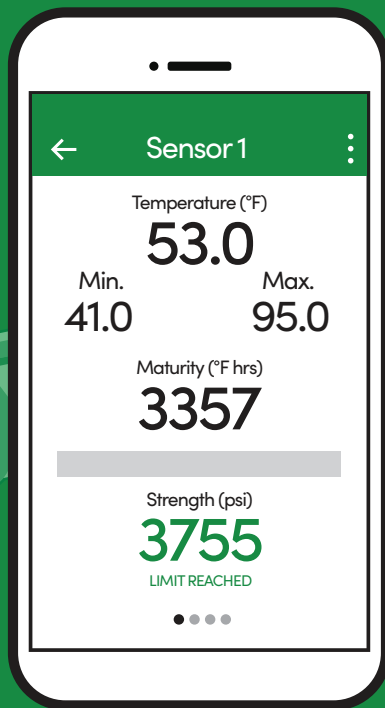 Sensor 1
Temperature (°F)
53.0
Min. Max.
41.0 95.0
Maturity (°F hrs)
3357
Strength (psi)
3755
LIMIT REACHED